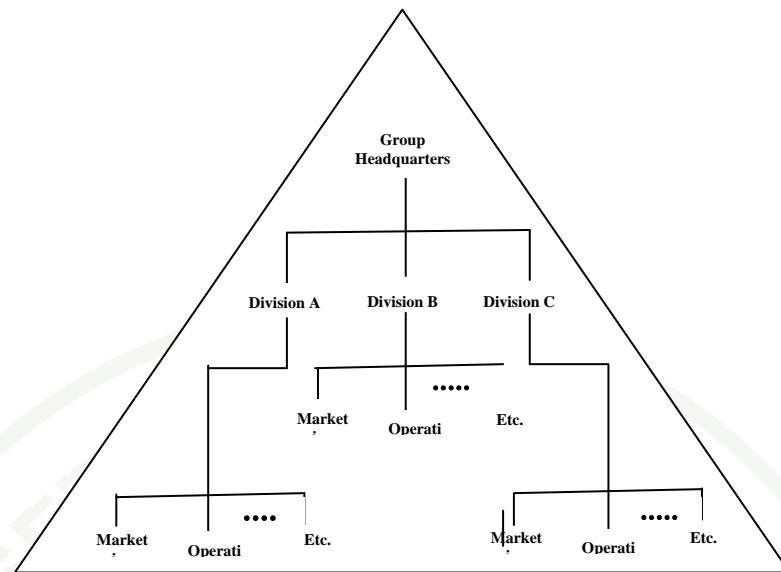 Group
Headquarters
Division A
Division B
Division C
Market
Operati
Etc.
Market
Operati
Etc.
Market
Operati
Etc.